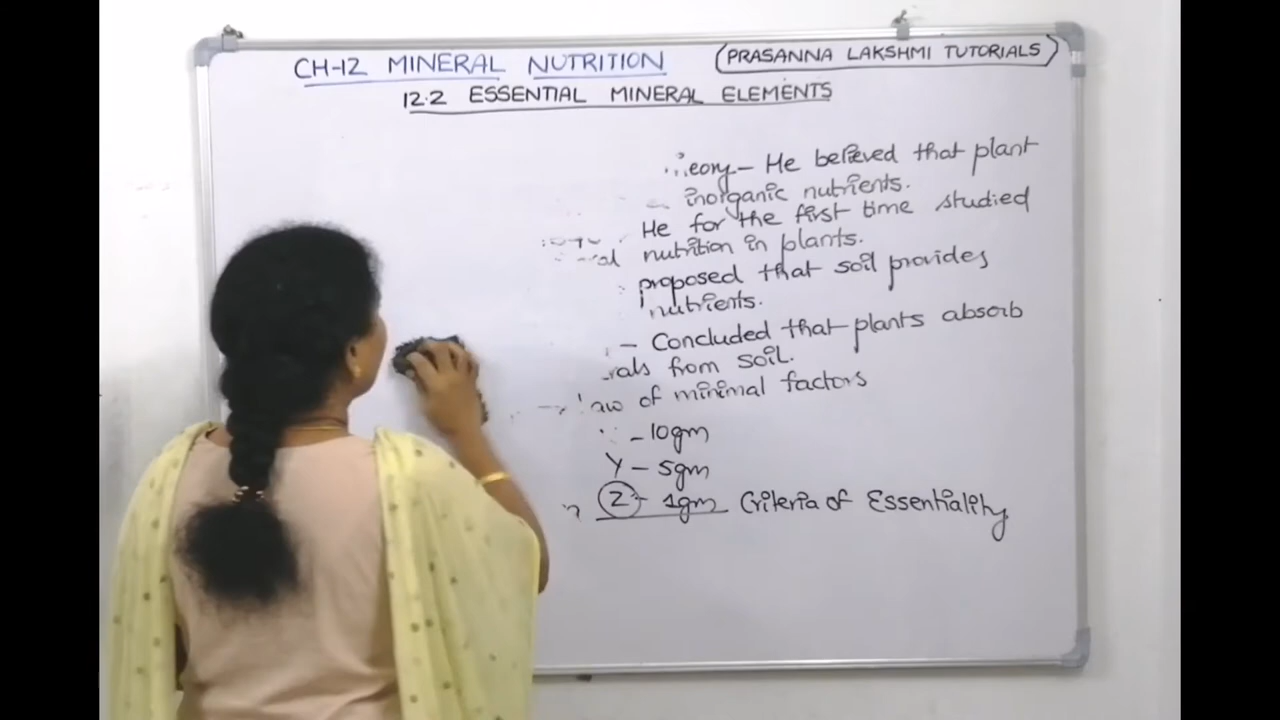 CH-12 MINERAL NUTRITION
(PRASANNA LAKSHMI TUTORIALS)
12.2 ESSENTIAL MINERAL ELEMENTS
eory - He believed that plant
inorganic nutrients.
He for the first time studied
nutrition in plants.
proposed that soil provides
nutrients.
- Concluded that plants absorb
rals from soil.
law of minimal factors
- 10gm
Y - 5gm
Z - 1gm Criteria of Essentiality